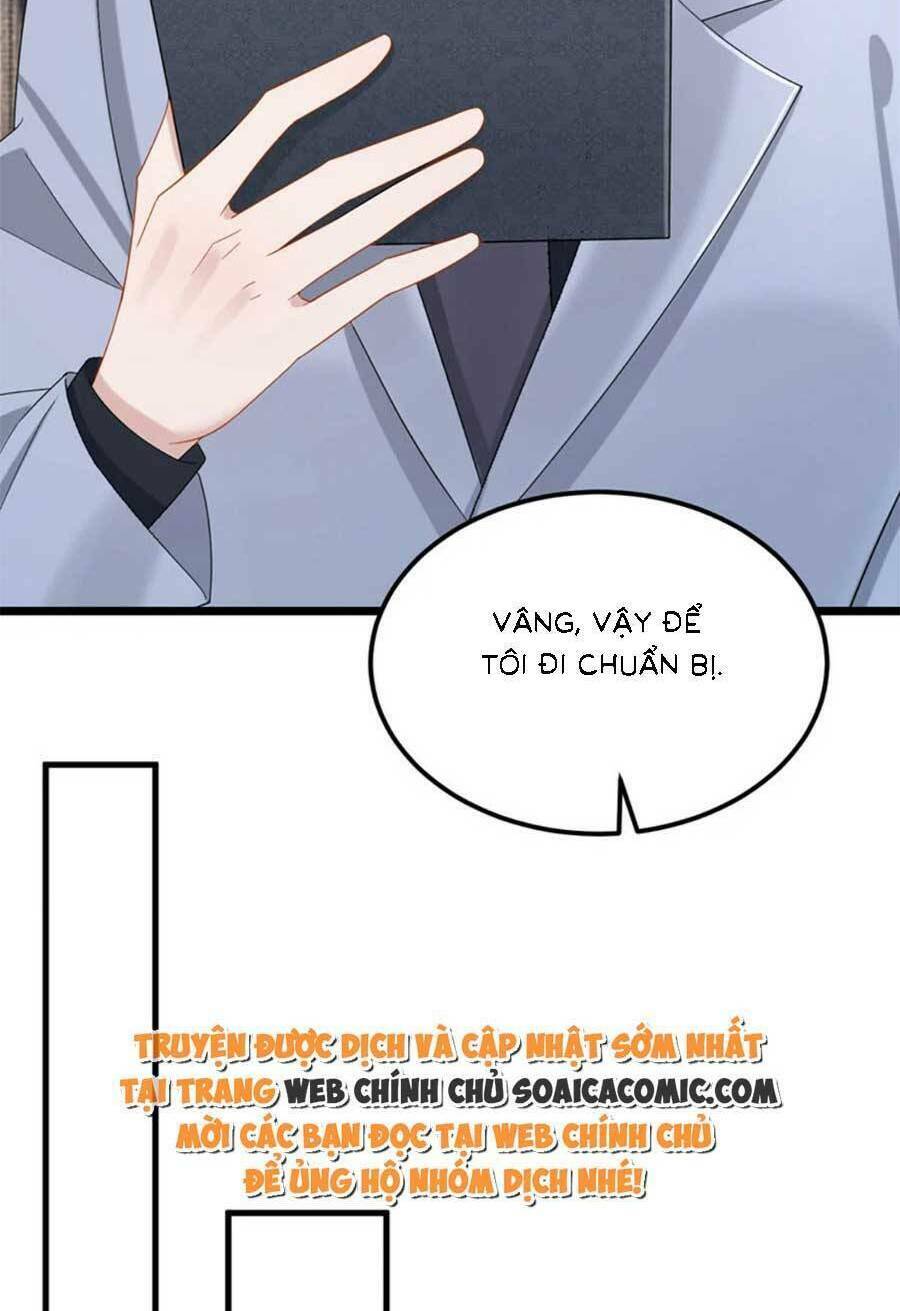 VÂNG, VẬY ĐỂ
TÔI ĐI CHUẨN BỊ.
TRUYỆN ĐƯỢC DỊCH VÀ CẬP NHẬT SỚM NHẤT
TẠI TRANG WEB CHÍNH CHỦ SOAICACOMIC.COM
MỜI CÁC BẠN ĐỌC TẠI WEB CHÍNH CHỦ
ĐỂ ỦNG HỘ NHÓM DỊCH NHÉ!